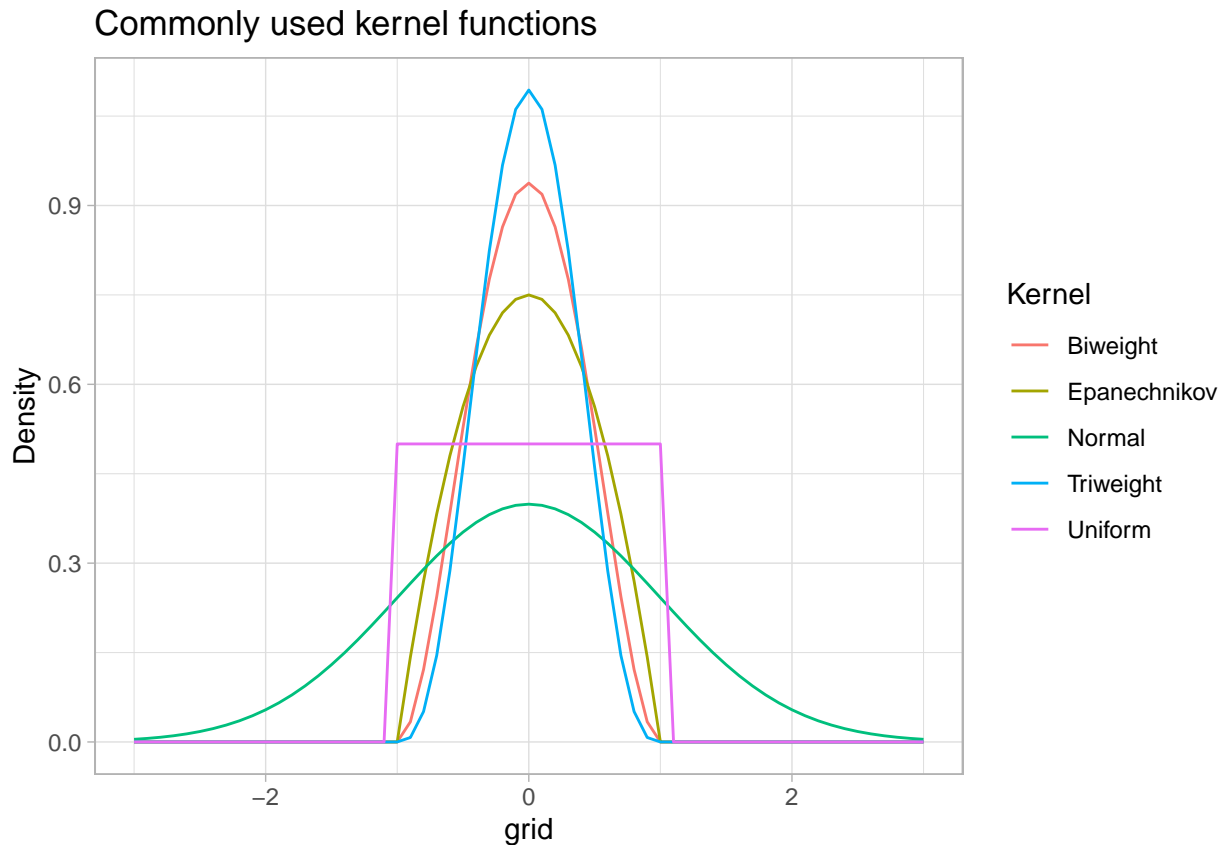 Commonly used kernel functions
Density
0.9
0.6
0.3
0.0
−2
0
2
grid
Kernel
Biweight
Epanechnikov
Normal
Triweight
Uniform